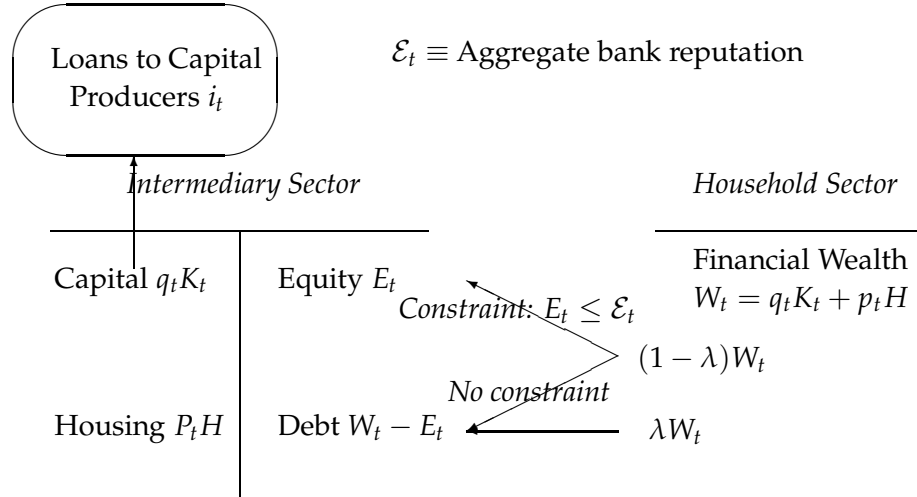 Loans to Capital
Producers i_t
ℰ_t ≡ Aggregate bank reputation
Intermediary Sector
Household Sector
Capital q_tK_t
Equity E_t
Financial Wealth
W_t = q_tK_t + p_tH
Constraint: E_t ≤ ℰ_t
(1 − λ)W_t
No constraint
Housing P_tH
Debt W_t − E_t
λW_t